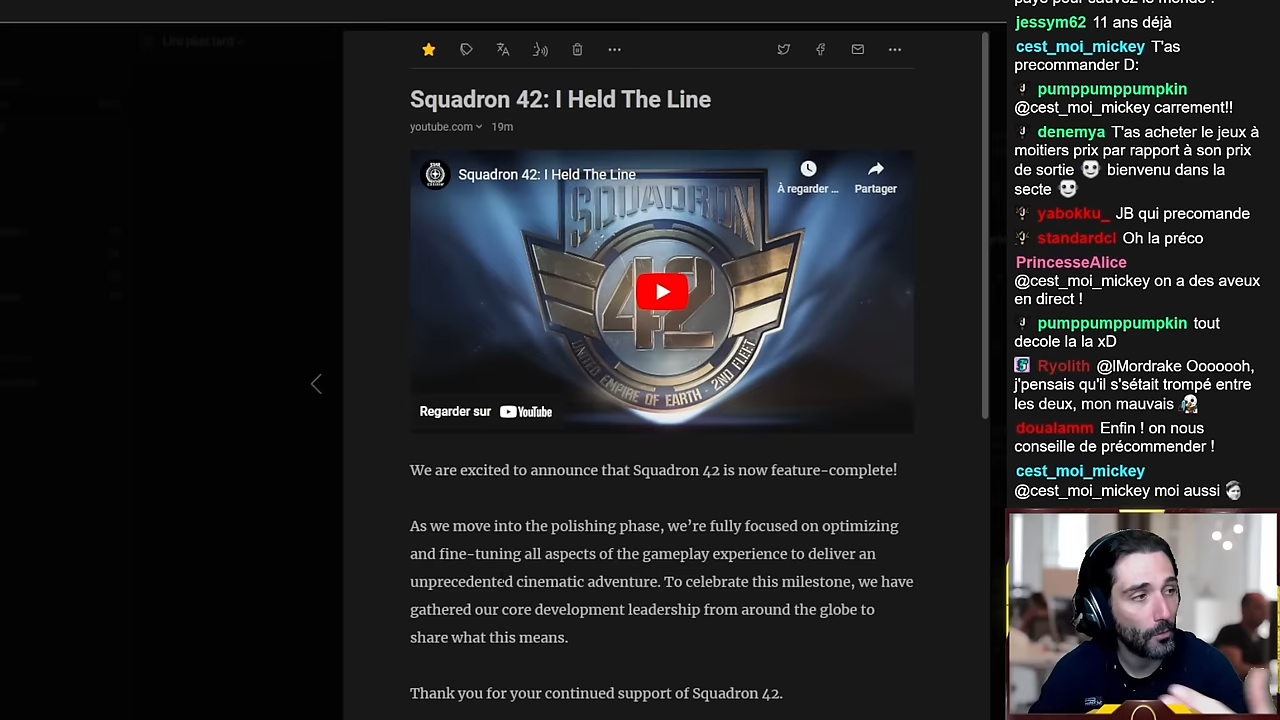 Squadron 42: I Held The Line
youtube.com
19m
Squadron 42: I Held The Line
À regarder ...
Partager
SQUADRON
42
UNITED EMPIRE OF EARTH - 2ND FLEET
Regarder sur YouTube
We are excited to announce that Squadron 42 is now feature-complete!
As we move into the polishing phase, we’re fully focused on optimizing
and fine-tuning all aspects of the gameplay experience to deliver an
unprecedented cinematic adventure. To celebrate this milestone, we have
gathered our core development leadership from around the globe to
share what this means.
Thank you for your continued support of Squadron 42.
jessym62 11 ans déjà
cest_moi_mickey T'as
precommander D:
pumppumppumpkin
@cest_moi_mickey carrement!!
denemya T'as acheter le jeux à
moitiers prix par rapport à son prix
de sortie bienvenu dans la
secte
yabokku_ JB qui precomande
standardcl Oh la préco
PrincesseAlice
@cest_moi_mickey on a des aveux
en direct !
pumppumppumpkin tout
decole la la xD
Ryolith @lMordrake Ooooooh,
j'pensais qu'il s'sétait trompé entre
les deux, mon mauvais
doualamm Enfin ! on nous
conseille de précommender !
cest_moi_mickey
@cest_moi_mickey moi aussi